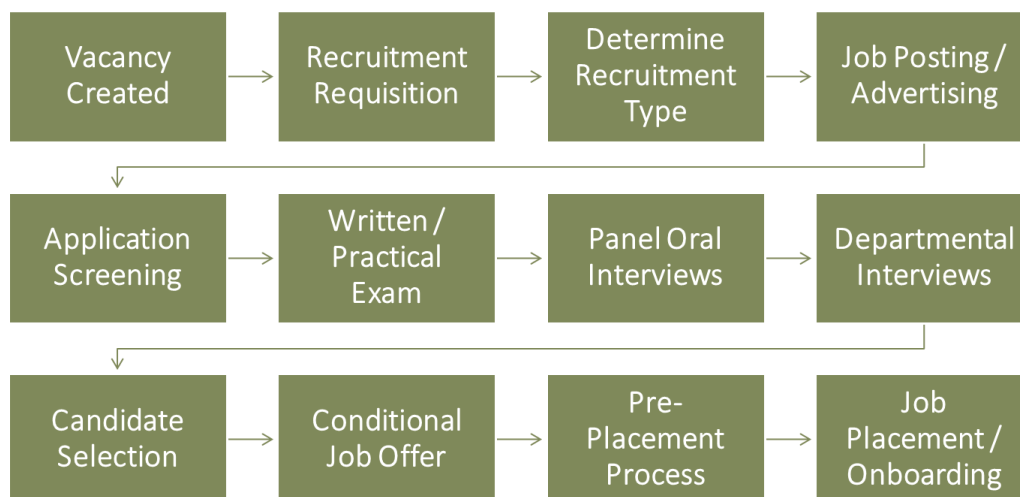 Vacancy
Created
Recruitment
Requisition
Determine
Recruitment
Type
Job Posting /
Advertising
Application
Screening
Written /
Practical
Exam
Panel Oral
Interviews
Departmental
Interviews
Candidate
Selection
Conditional
Job Offer
Pre-
Placement
Process
Job
Placement /
Onboarding